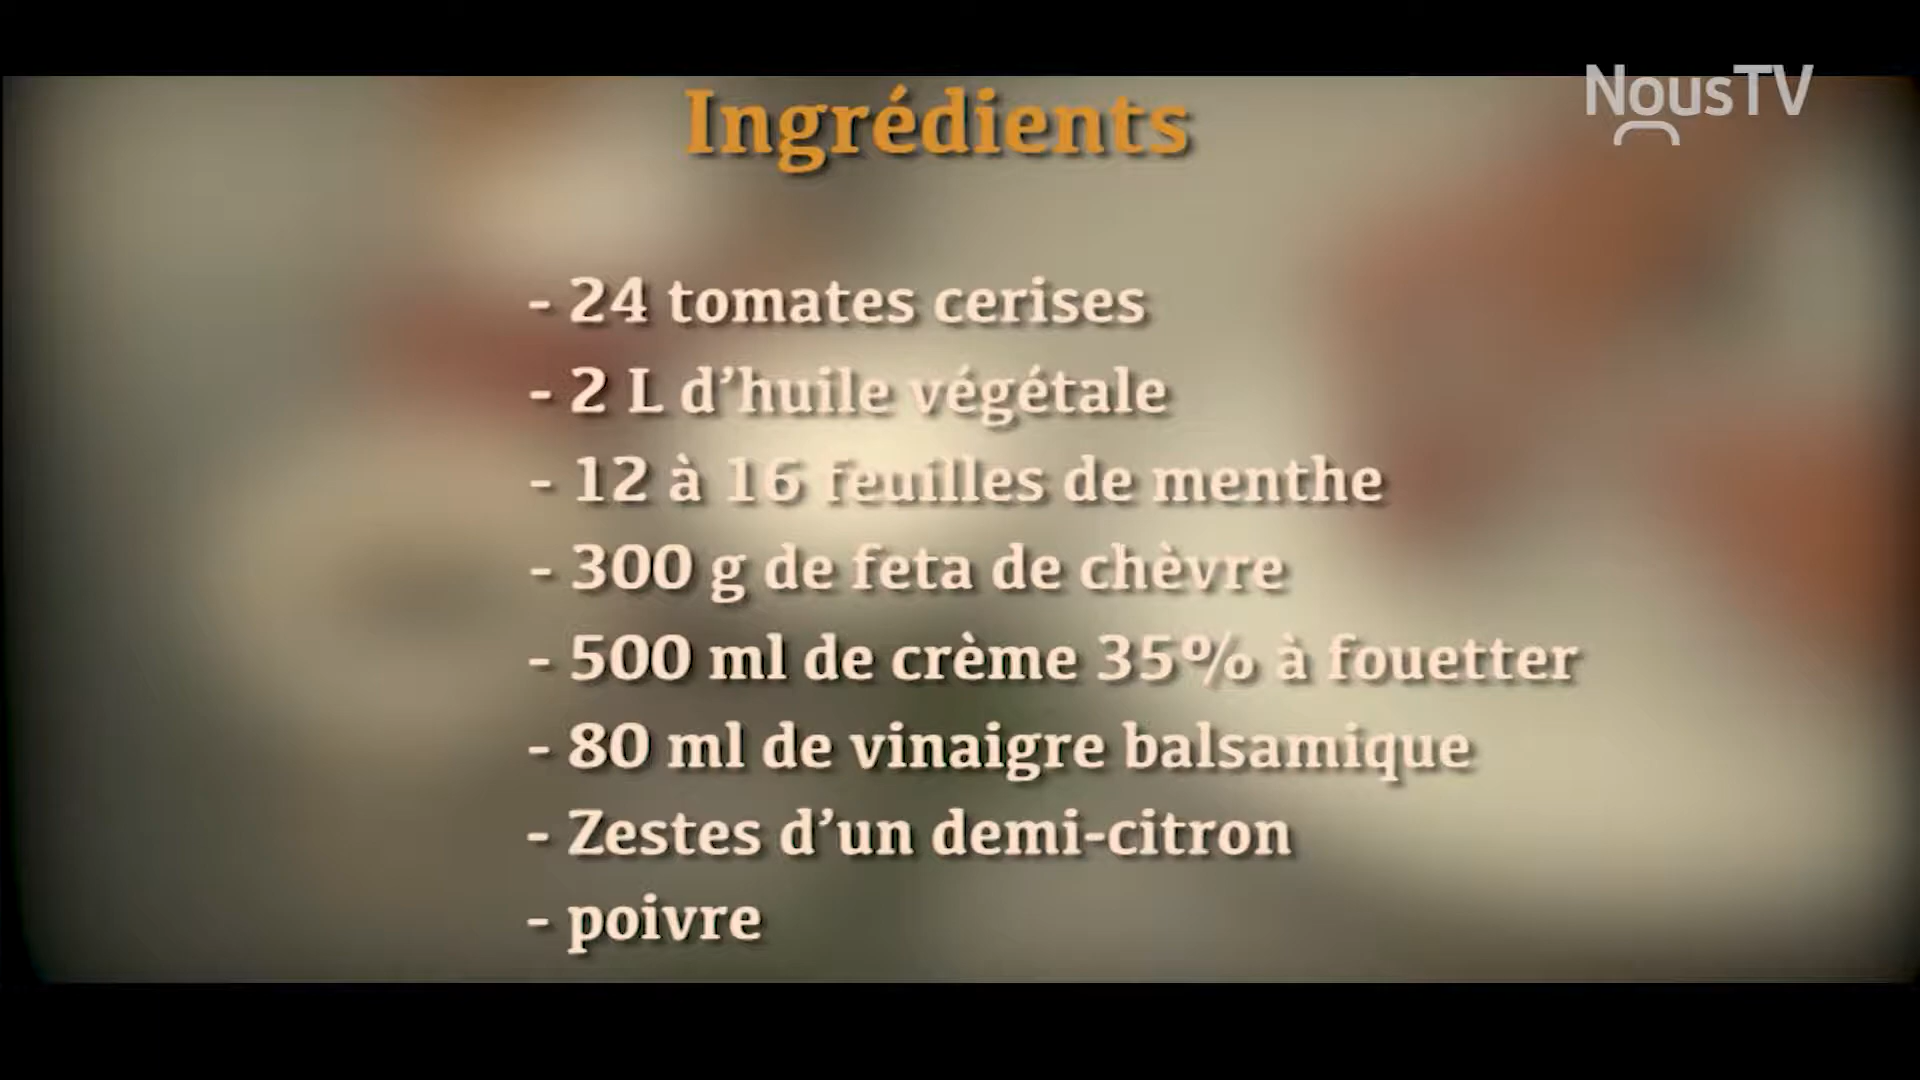 NousTV
Ingrédients
- 24 tomates cerises
- 2 L d’huile végétale
- 12 à 16 feuilles de menthe
- 300 g de feta de chèvre
- 500 ml de crème 35% à fouetter
- 80 ml de vinaigre balsamique
- Zestes d’un demi-citron
- poivre